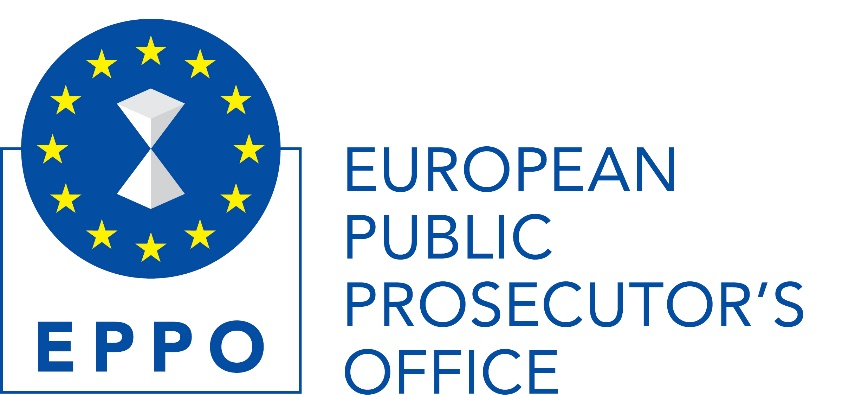 EPPO
EUROPEAN
PUBLIC
PROSECUTOR’S
OFFICE